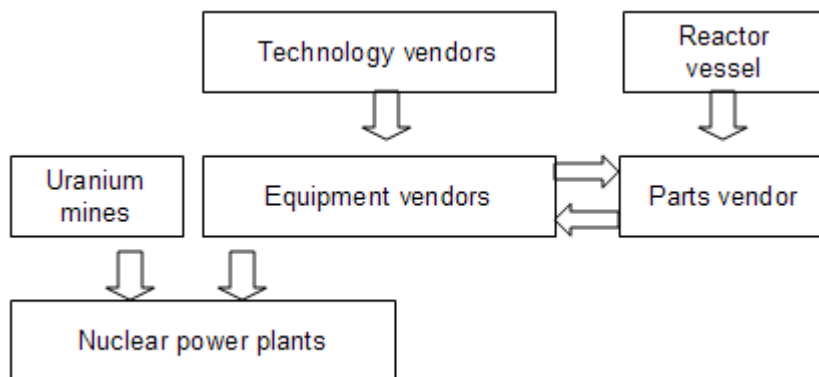 Technology vendors
Reactor
vessel
Uranium
mines
Equipment vendors
Parts vendor
Nuclear power plants